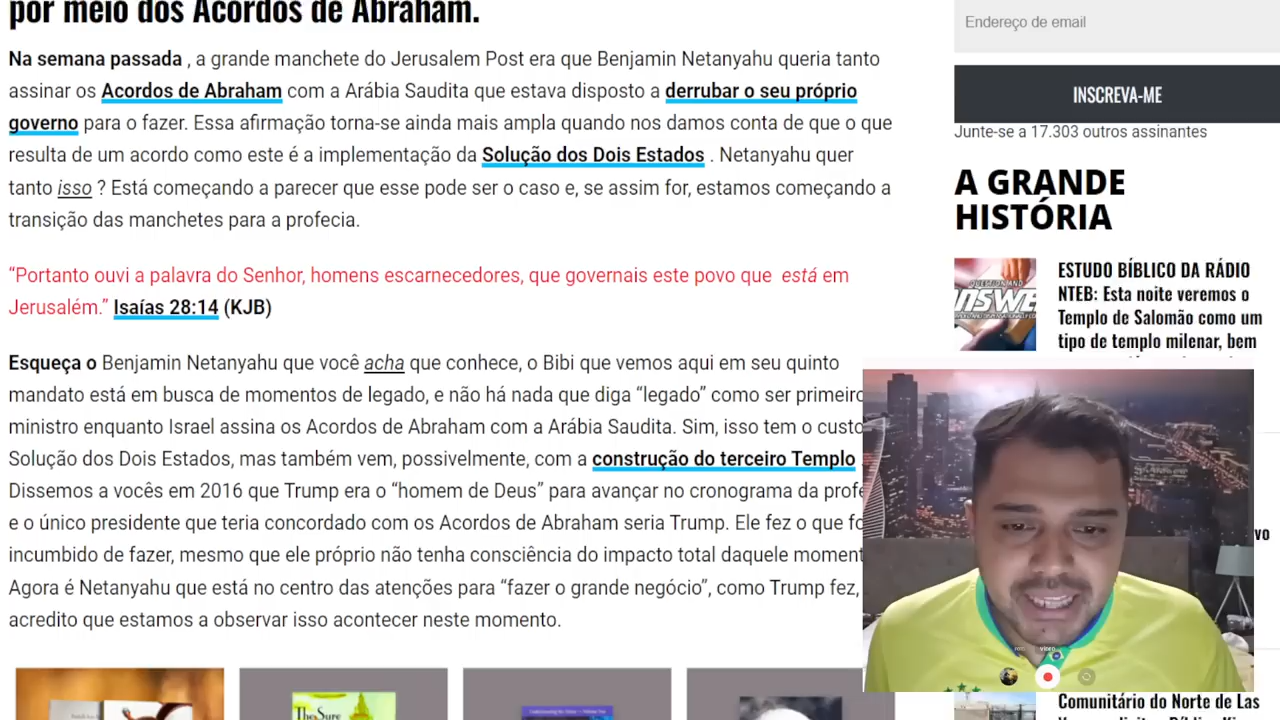 por meio dos Acordos de Abraham.
Na semana passada , a grande manchete do Jerusalem Post era que Benjamin Netanyahu queria tanto
assinar os Acordos de Abraham com a Arábia Saudita que estava disposto a derrubar o seu próprio
governo para o fazer. Essa afirmação torna-se ainda mais ampla quando nos damos conta de que o que
resulta de um acordo como este é a implementação da Solução dos Dois Estados . Netanyahu quer
tanto isso ? Está começando a parecer que esse pode ser o caso e, se assim for, estamos começando a
transição das manchetes para a profecia.
“Portanto ouvi a palavra do Senhor, homens escarnecedores, que governais este povo que está em
Jerusalém.” Isaías 28:14 (KJB)
Esqueça o Benjamin Netanyahu que você acha que conhece, o Bibi que vemos aqui em seu quinto
mandato está em busca de momentos de legado, e não há nada que diga “legado” como ser primeiro
ministro enquanto Israel assina os Acordos de Abraham com a Arábia Saudita. Sim, isso tem o custo
Solução dos Dois Estados, mas também vem, possivelmente, com a construção do terceiro Templo
Dissemos a vocês em 2016 que Trump era o “homem de Deus” para avançar no cronograma da profe
e o único presidente que teria concordado com os Acordos de Abraham seria Trump. Ele fez o que fo
incumbido de fazer, mesmo que ele próprio não tenha consciência do impacto total daquele moment
Agora é Netanyahu que está no centro das atenções para “fazer o grande negócio”, como Trump fez,
acredito que estamos a observar isso acontecer neste momento.
The Sure
Endereço de email
INSCREVA-ME
Junte-se a 17.303 outros assinantes
A GRANDE
HISTÓRIA
QUESTION AND
ESTUDO BÍBLICO DA RÁDIO
NTEB: Esta noite veremos o
Templo de Salomão como um
tipo de templo milenar, bem
vo
Comunitário do Norte de Las